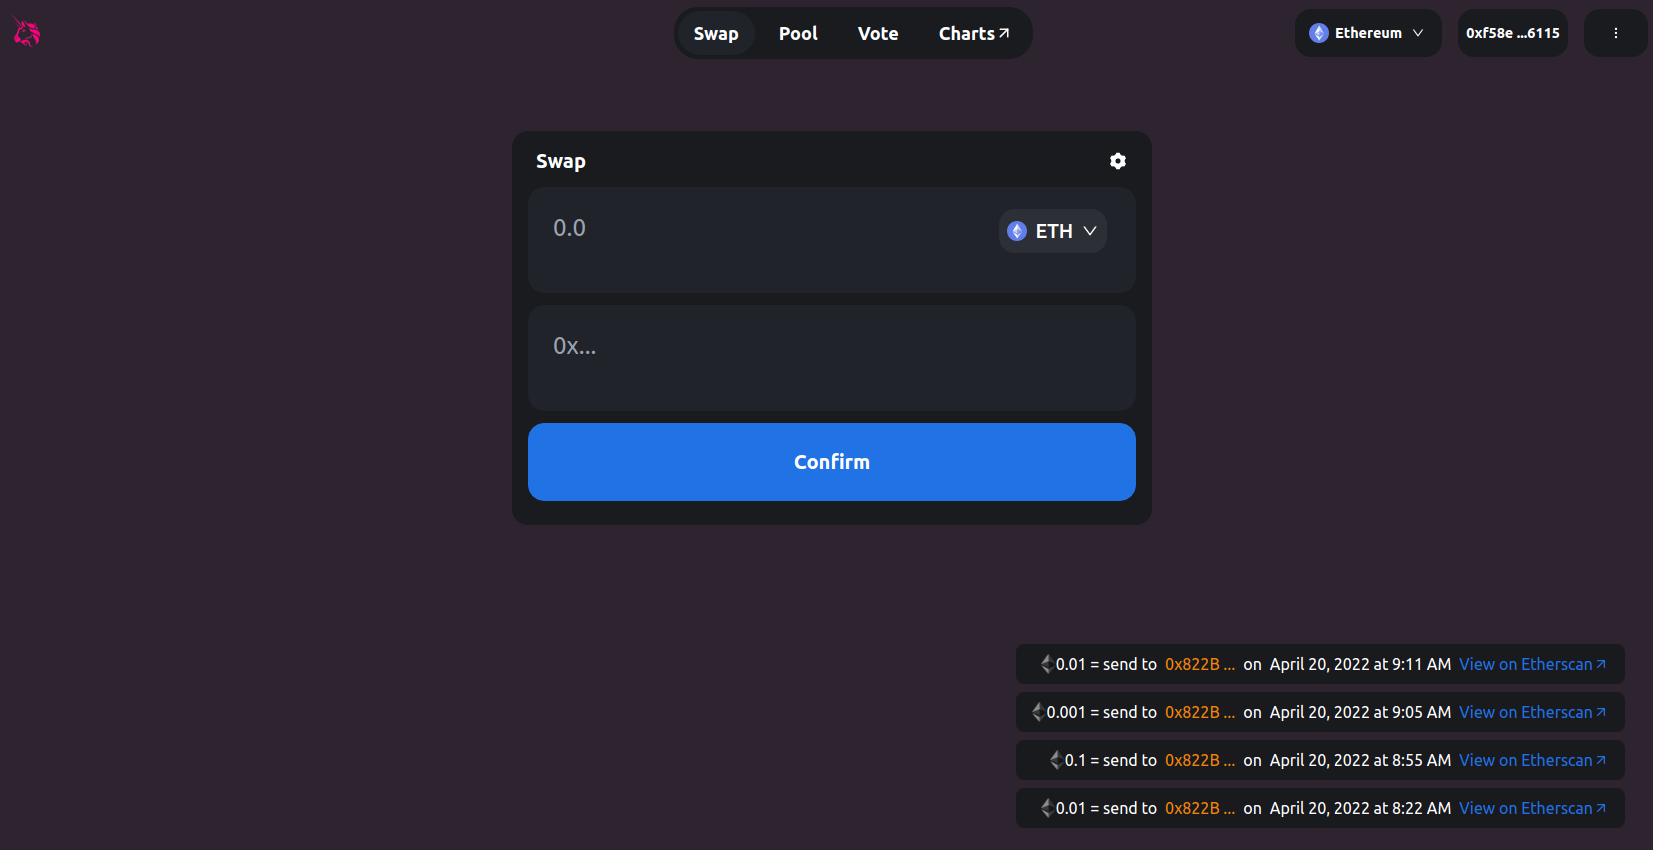 Swap Pool Vote Charts Ethereum 0xf58e ...6115
Swap
0.0 ETH
0x...
Confirm
0.01 = send to 0x822B ... on April 20, 2022 at 9:11 AM View on Etherscan
0.001 = send to 0x822B ... on April 20, 2022 at 9:05 AM View on Etherscan
0.1 = send to 0x822B ... on April 20, 2022 at 8:55 AM View on Etherscan
0.01 = send to 0x822B ... on April 20, 2022 at 8:22 AM View on Etherscan